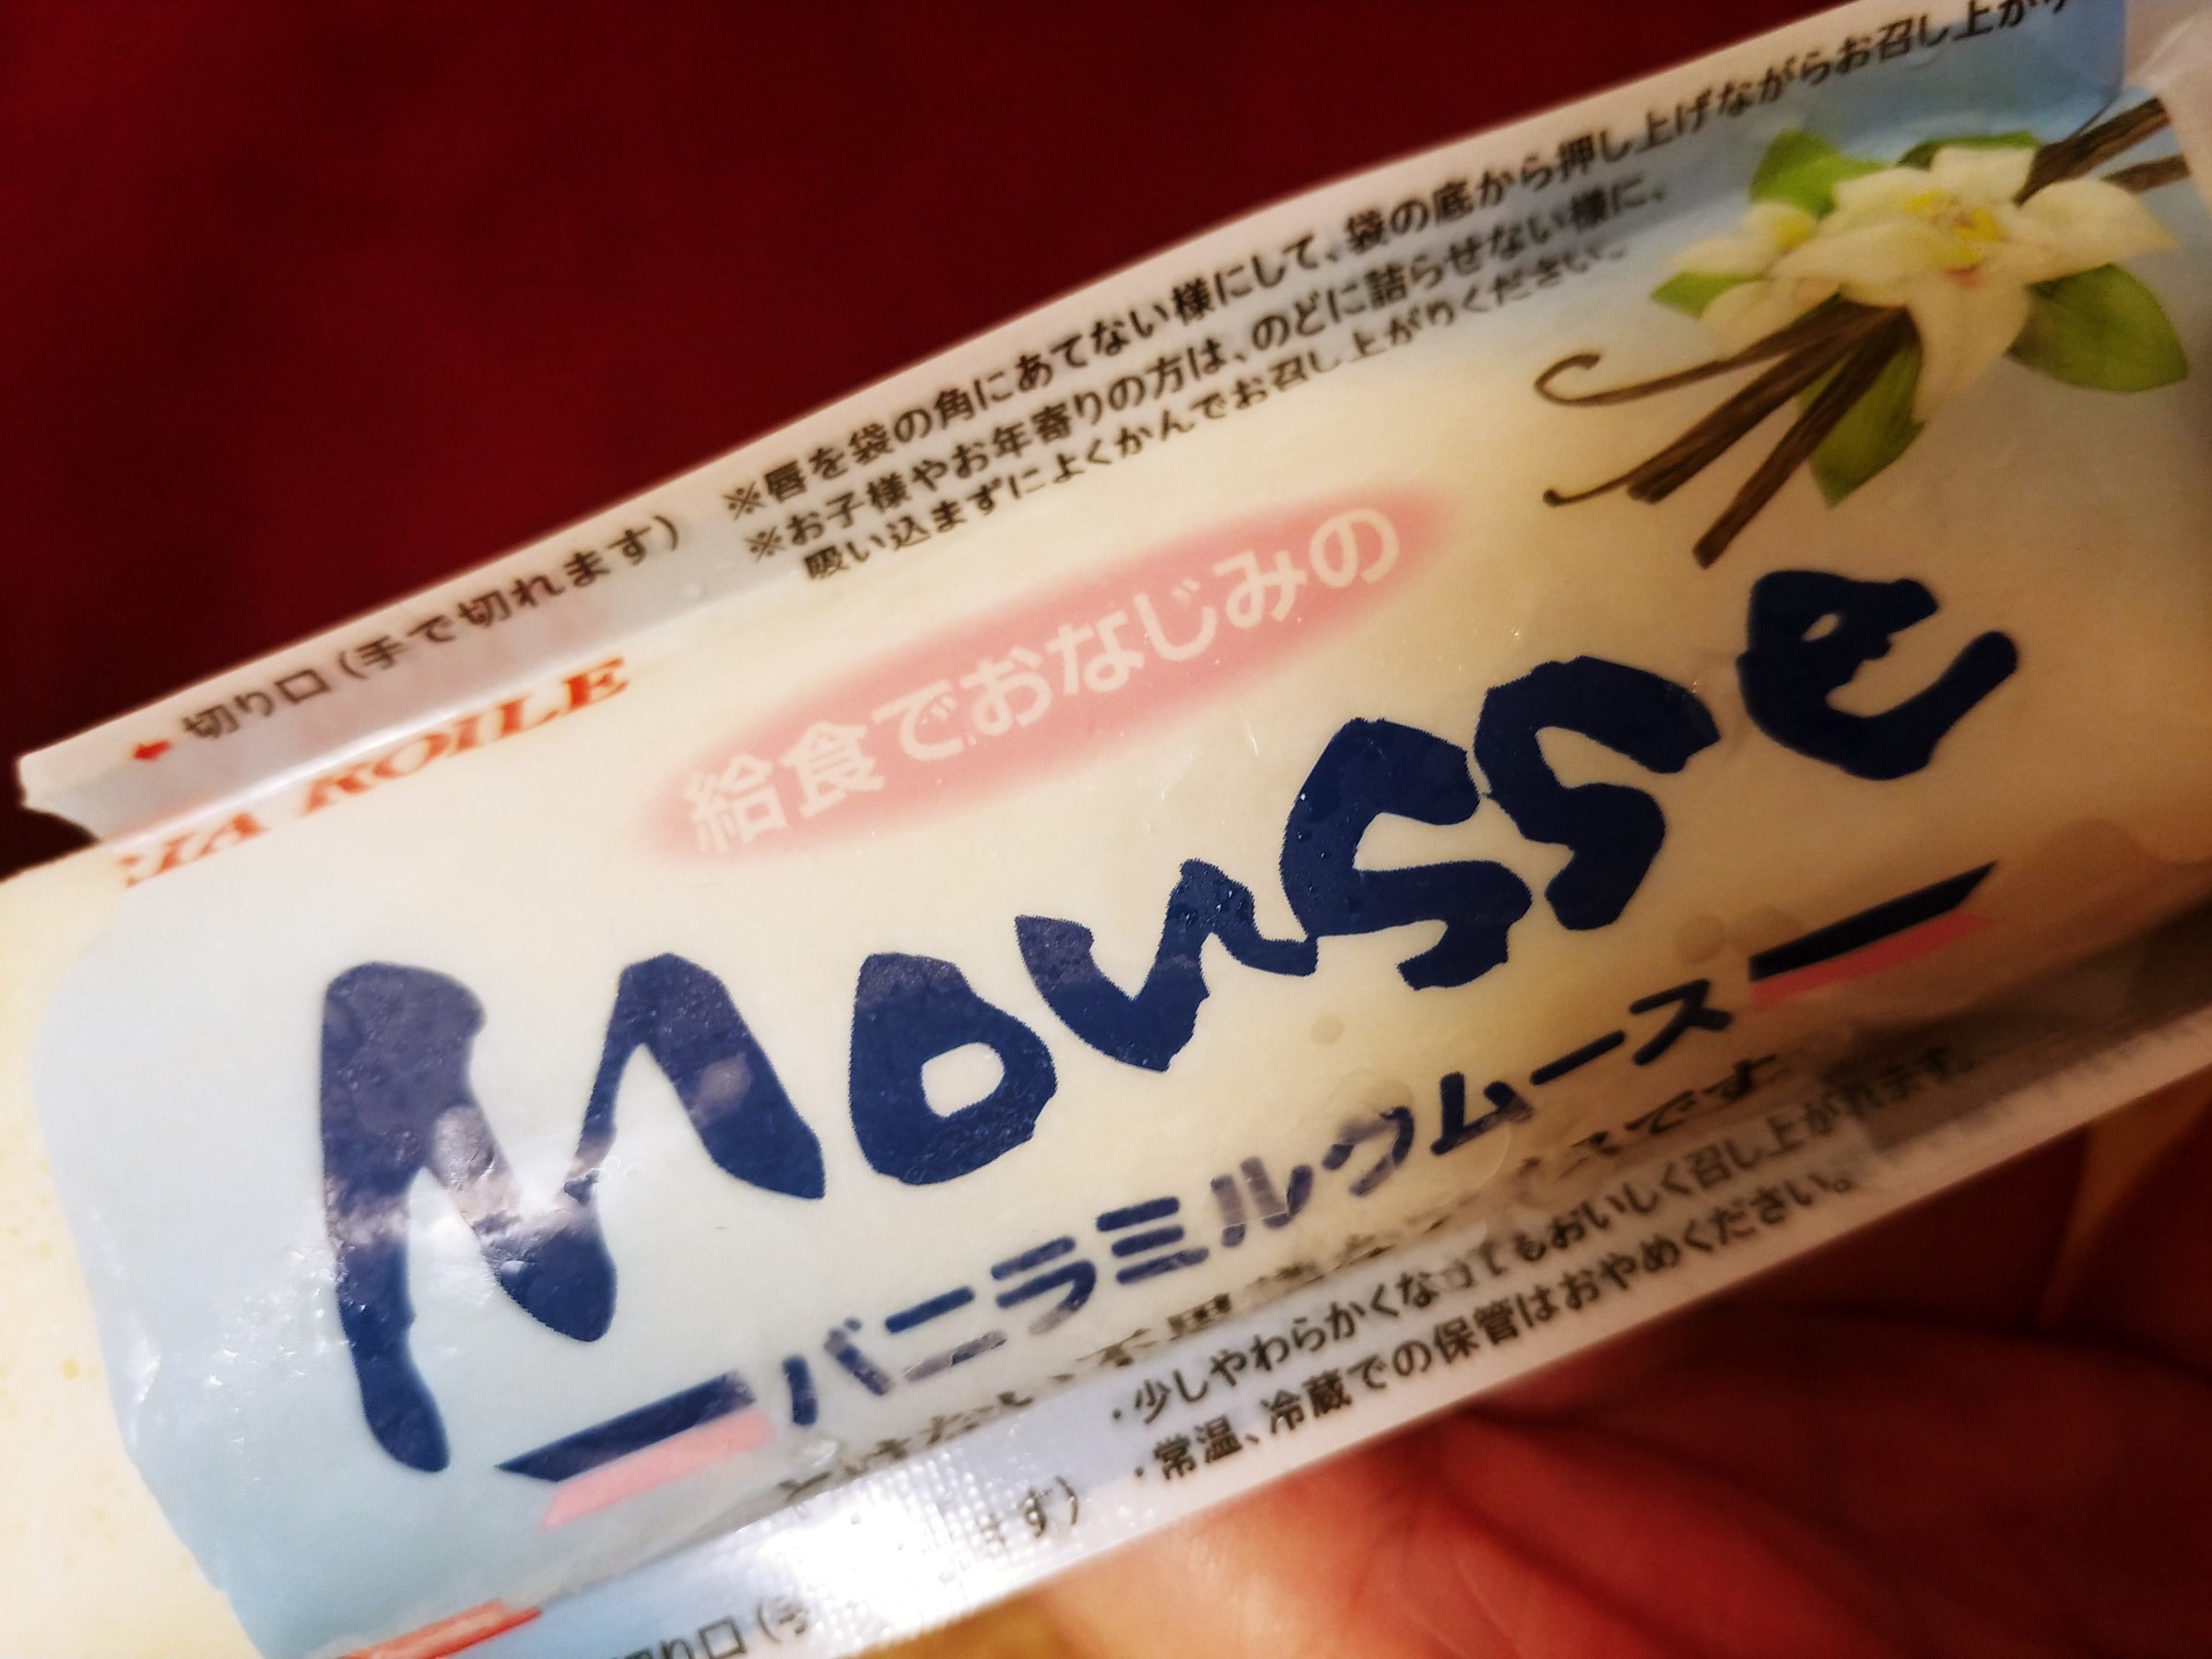 切り口（手で切れます）
※唇を袋の角にあてない様にして、袋の底から押し上げながらお召し上がり
※お子様やお年寄りの方は、のどに詰らせない様に、
吸い込まずによくかんでお召し上がりください。
給食でおなじみの
Mousse
バニラミルクムース
・少しやわらかくなってもおいしく召し上がれます。
・常温、冷蔵での保管はおやめください。
ます）
切り口（手